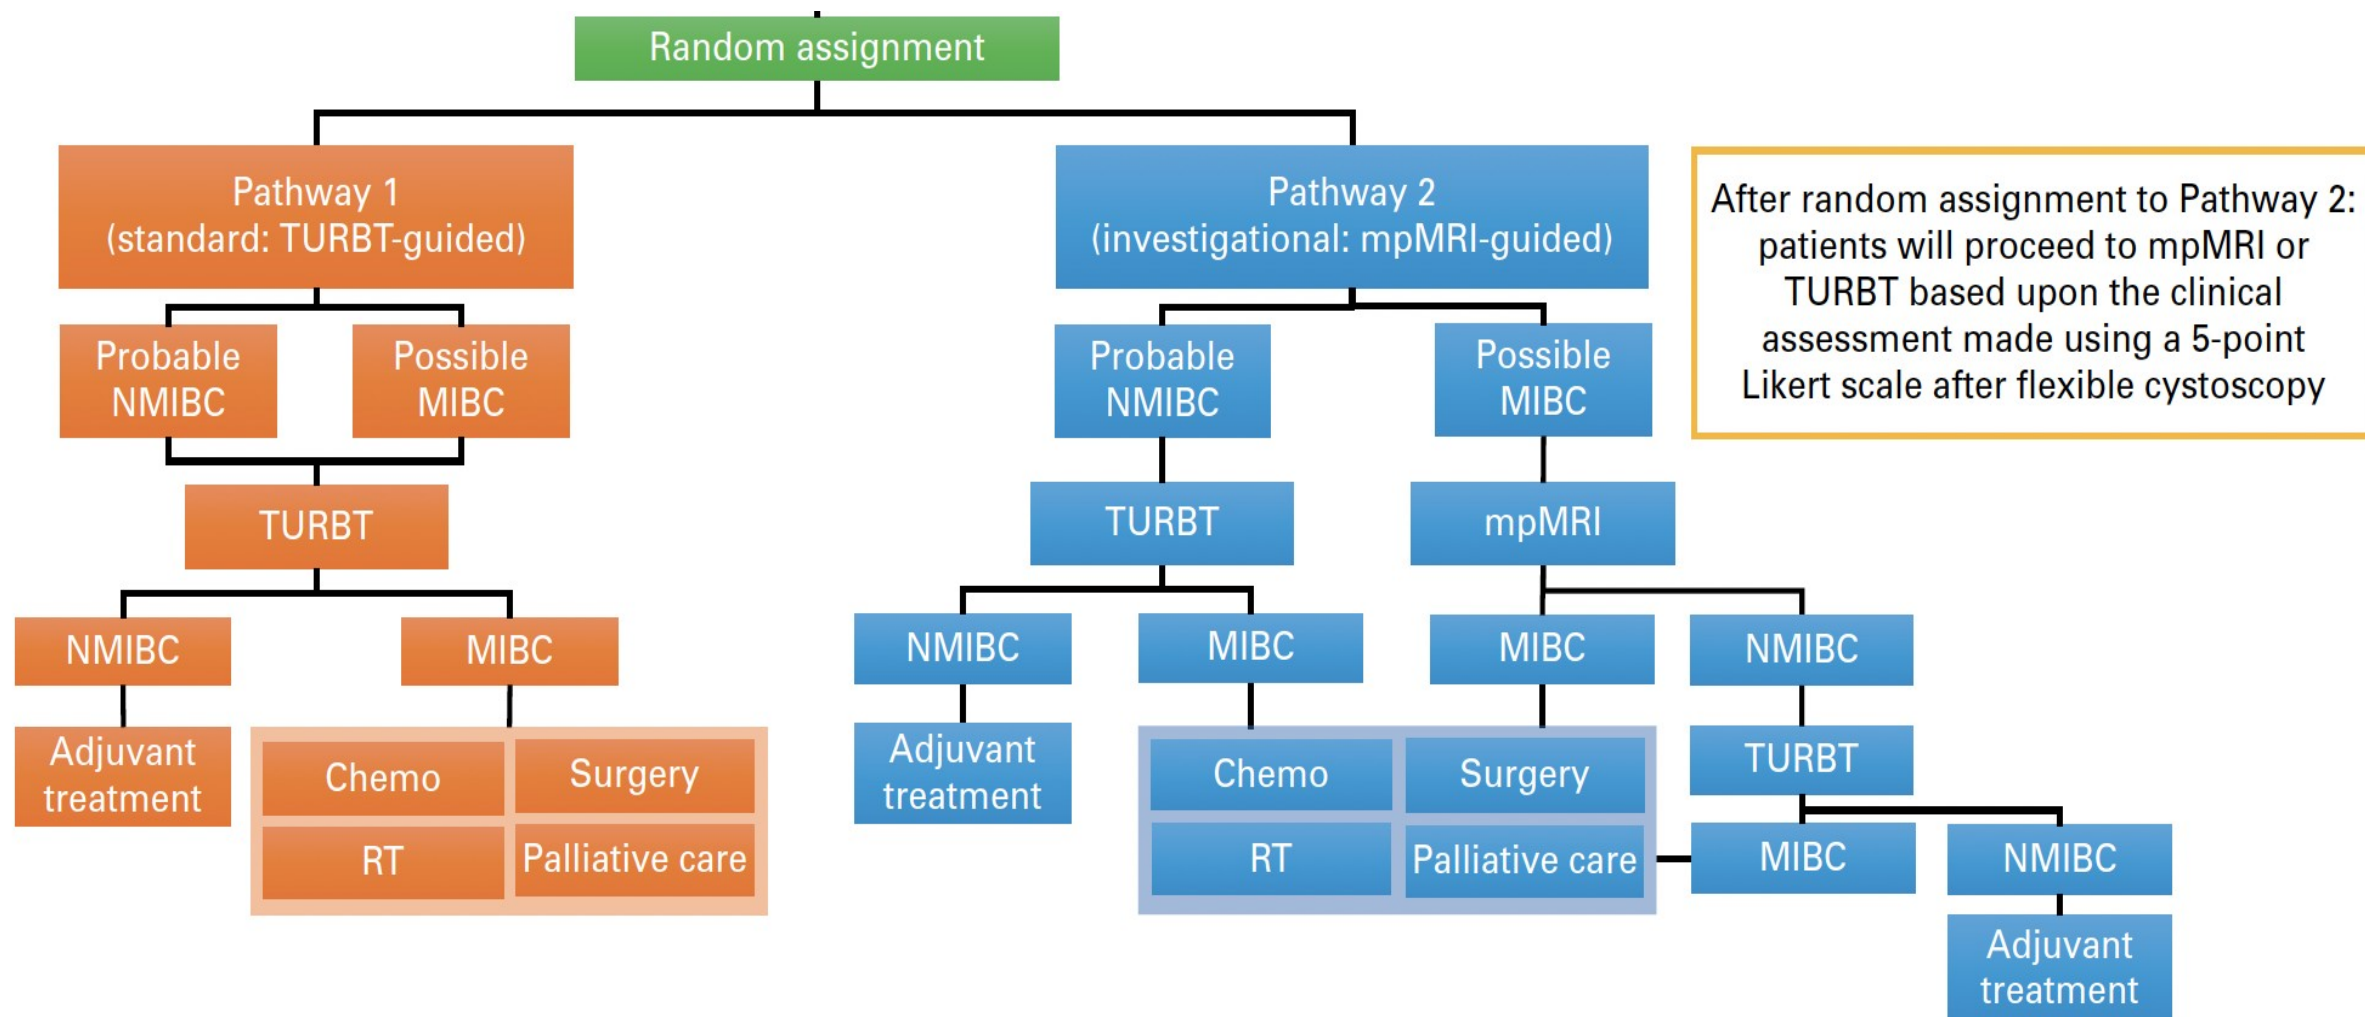 Random assignment
Pathway 1
(standard: TURBT-guided)
Pathway 2
(investigational: mpMRI-guided)
After random assignment to Pathway 2:
patients will proceed to mpMRI or
TURBT based upon the clinical
assessment made using a 5-point
Likert scale after flexible cystoscopy
Probable
NMIBC
Possible
MIBC
Probable
NMIBC
Possible
MIBC
TURBT
TURBT
mpMRI
NMIBC
MIBC
NMIBC
MIBC
MIBC
NMIBC
Adjuvant
treatment
Chemo
Surgery
RT
Palliative care
Adjuvant
treatment
Chemo
Surgery
RT
Palliative care
TURBT
MIBC
NMIBC
Adjuvant
treatment